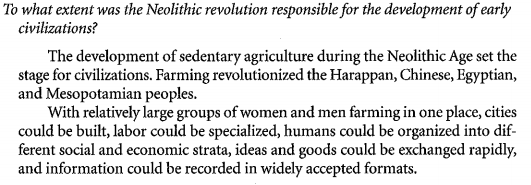 To what extent was the Neolithic revolution responsible for the development of early
civilizations?
The development of sedentary agriculture during the Neolithic Age set the
stage for civilizations. Farming revolutionized the Harappan, Chinese, Egyptian,
and Mesopotamian peoples.
With relatively large groups of women and men farming in one place, cities
could be built, labor could be specialized, humans could be organized into dif-
ferent social and economic strata, ideas and goods could be exchanged rapidly,
and information could be recorded in widely accepted formats.